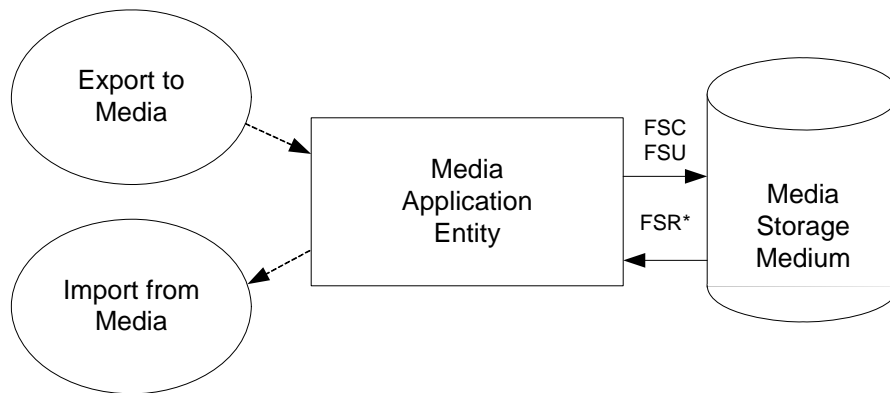 Export to
Media
Import from
Media
Media
Application
Entity
FSC
FSU
FSR*
Media
Storage
Medium